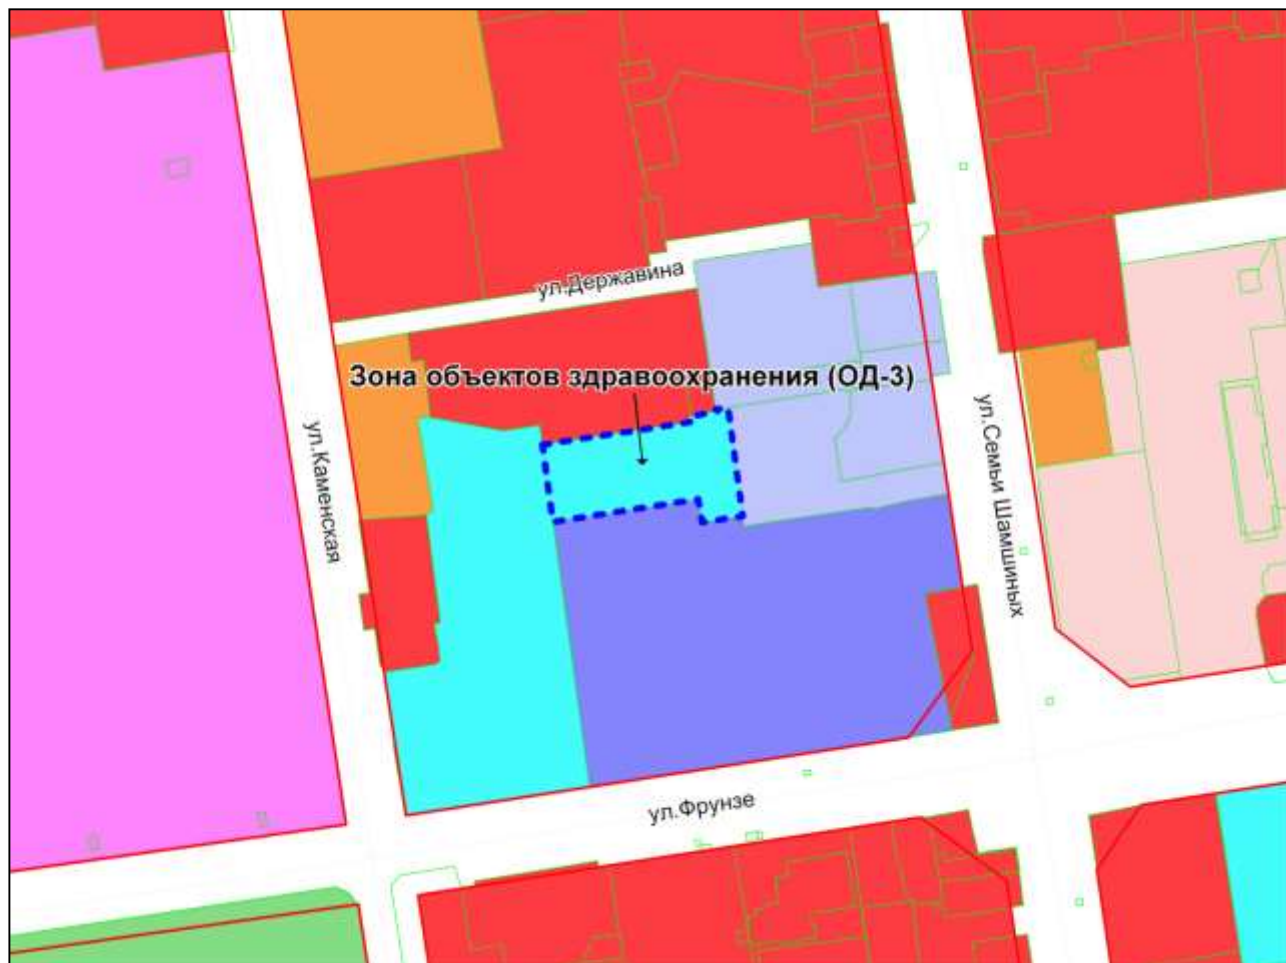 ул.Державина
Зона объектов здравоохранения (ОД-3)
ул.Каменская
ул.Семьи Шамшиных
ул.Фрунзе